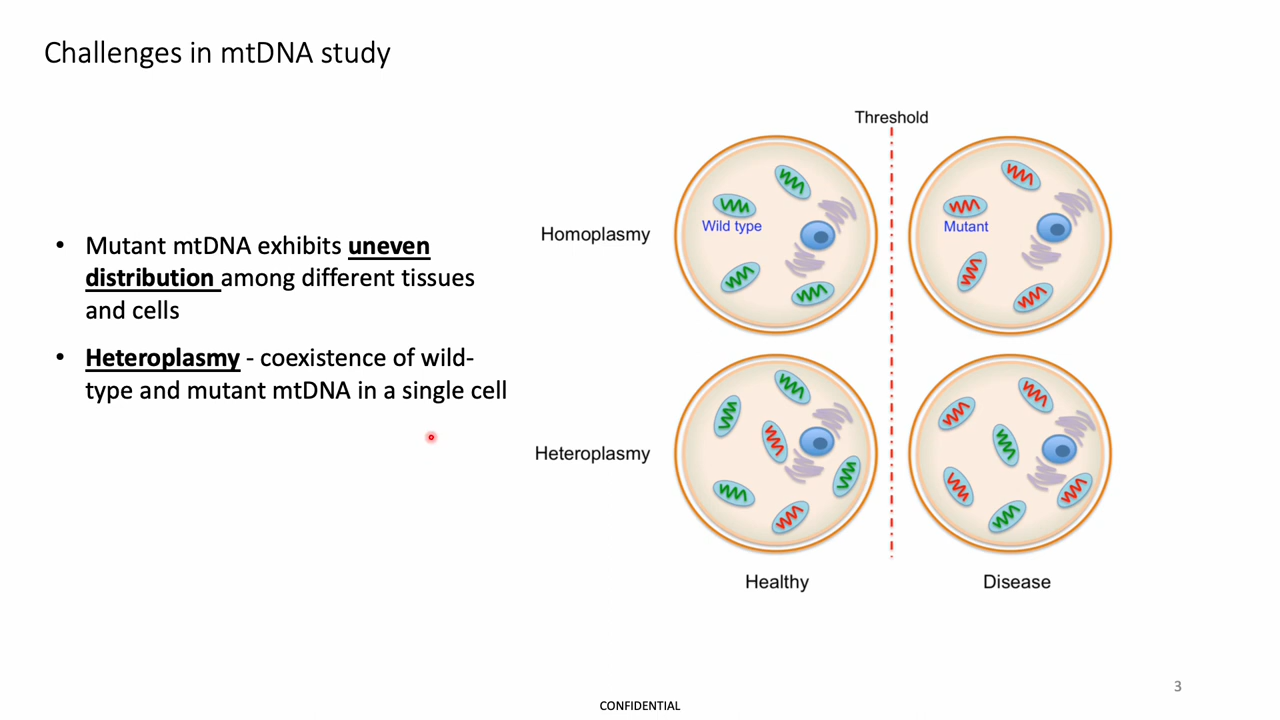 Challenges in mtDNA study
• Mutant mtDNA exhibits uneven
distribution among different tissues
and cells
• Heteroplasmy - coexistence of wild-
type and mutant mtDNA in a single cell
Threshold
Homoplasmy
Wild type
Mutant
Heteroplasmy
Healthy
Disease
3
CONFIDENTIAL